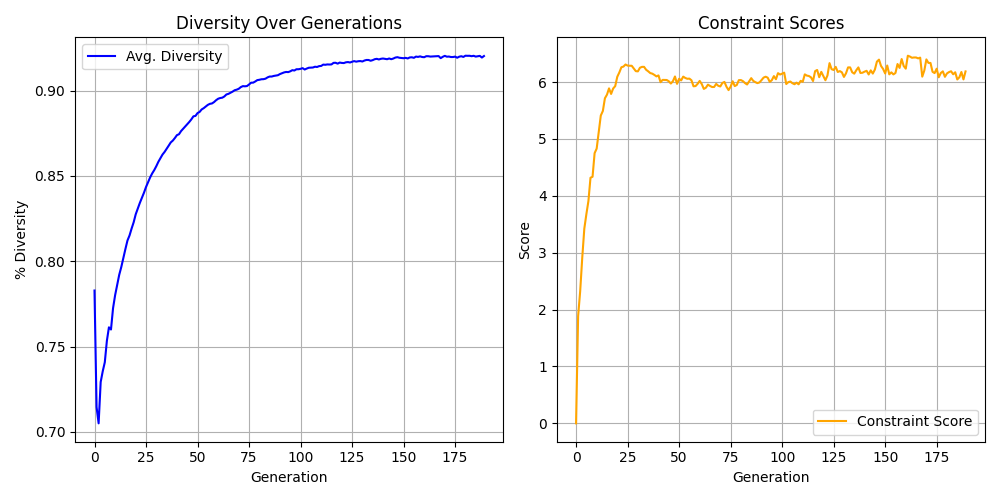 Diversity Over Generations
Avg. Diversity
0.90
0.85
0.80
0.75
0.70
% Diversity
0 25 50 75 100 125 150 175
Generation
Constraint Scores
6
5
4
3
2
1
0
Score
Constraint Score
0 25 50 75 100 125 150 175
Generation